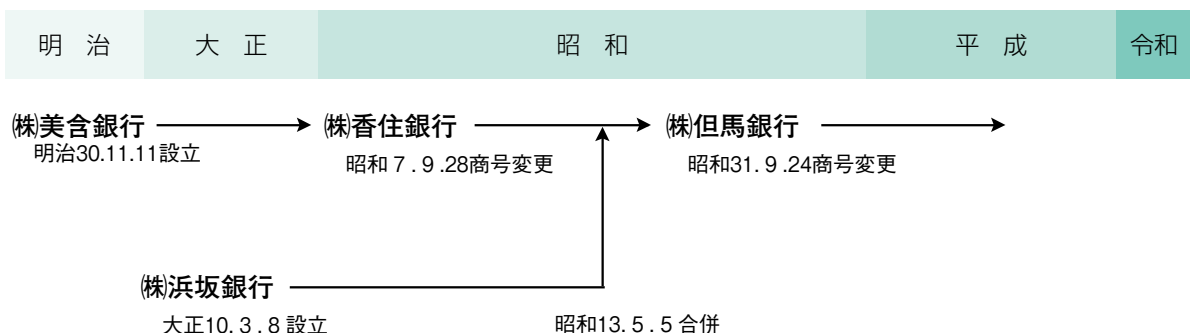 明治 大正 昭和 平成 令和
㈱美含銀行 ㈱香住銀行 ㈱但馬銀行
明治30.11.11設立 昭和7.9.28商号変更 昭和31.9.24商号変更
㈱浜坂銀行
大正10.3.8設立 昭和13.5.5合併